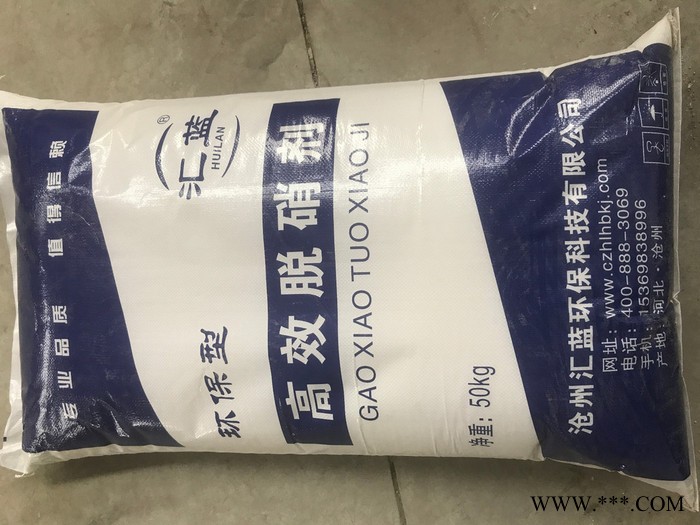 专业品质 值得信赖
汇蓝®
HUILAN
环保型
高效脱硝剂
GAO XIAO TUO XIAO JI
净重：50kg
沧州汇蓝环保科技有限公司
网址：www.czhlhbkj.com
电话：400-888-3069
手机：15369838996
产地：河北·沧州
WWW.***.COM